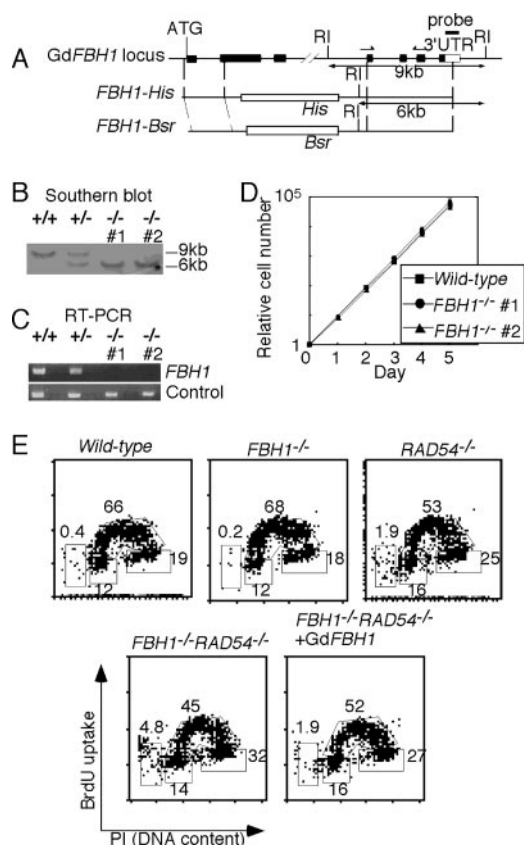 probe
ATG
RI 3'UTR RI
A GdFBH1 locus
RI 9kb
FBH1-His
His RI 6kb
FBH1-Bsr
Bsr
B Southern blot
+/+ +/- -/- -/-
#1 #2
9kb
6kb
C RT-PCR
+/+ +/- -/- -/-
#1 #2
FBH1
Control
D
10^5
Relative cell number
1
0 1 2 3 4 5
Day
Wild-type
FBH1-/- #1
FBH1-/- #2
E
Wild-type FBH1-/- RAD54-/-
66 68 53
0.4 0.2 1.9
19 18 25
12 12 16
FBH1-/-RAD54-/- FBH1-/-RAD54-/-
+GdFBH1
45 52
4.8 1.9
32 27
14 16
BrdU uptake
PI (DNA content)